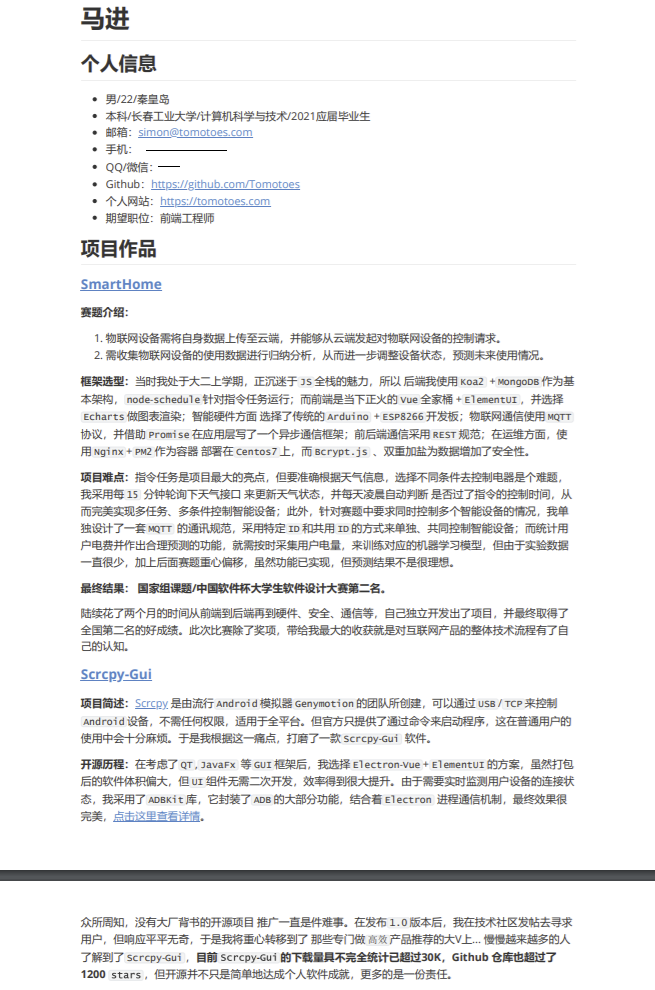 马进
个人信息
男/22/秦皇岛
本科/长春工业大学/计算机科学与技术/2021应届毕业生
邮箱：simon@tomotoes.com
手机：
QQ/微信：
Github：https://github.com/Tomotoes
个人网站：https://tomotoes.com
期望职位：前端工程师
项目作品
SmartHome
赛题介绍：
1. 物联网设备需将自身数据上传至云端，并能够从云端发起对物联网设备的控制请求。
2. 需收集物联网设备的使用数据进行归纳分析，从而进一步调整设备状态，预测未来使用情况。
框架选型：当时我处于大二上学期，正沉迷于 JS 全栈的魅力，所以 后端我使用 Koa2 + MongoDB 作为基
本架构，node-schedule 针对指令任务运行；而前端是当下正火的 Vue 全家桶 + ElementUI，并选择
Echarts 做图表渲染；智能硬件方面 选择了传统的 Arduino + ESP8266 开发板；物联网通信使用 MQTT
协议，并借助 Promise 在应用层写了一个异步通信框架；前后端通信采用 REST 规范；在运维方面，使
用 Nginx + PM2 作为容器 部署在 Centos7 上，而 Bcrypt.js 、双重加盐为数据增加了安全性。
项目难点：指令任务是项目最大的亮点，但要准确根据天气信息，选择不同条件去控制电器是个难题，
我采用每 15 分钟轮询下天气接口 来更新天气状态，并每天凌晨自动判断 是否过了指令的控制时间，从
而完美实现多任务、多条件控制智能设备；此外，针对赛题中要求同时控制多个智能设备的情况，我单
独设计了一套 MQTT 的通讯规范，采用特定 ID 和共用 ID 的方式来单独、共同控制智能设备；而统计用
户电费并作出合理预测的功能，就需按时采集用户电量，来训练对应的机器学习模型，但由于实验数据
一直很少，加上后面赛题重心偏移，虽然功能已实现，但预测结果不是很理想。
最终结果： 国家组课题/中国软件杯大学生软件设计大赛第二名。
陆续花了两个月的时间从前端到后端再到硬件、安全、通信等，自己独立开发出了项目，并最终取得了
全国第二名的好成绩。此次比赛除了奖项，带给我最大的收获就是对互联网产品的整体技术流程有了自
己的认知。
Scrcpy-Gui
项目简述：Scrcpy 是由流行 Android 模拟器 Genymotion 的团队所创建，可以通过 USB / TCP 来控制
Android 设备，不需任何权限，适用于全平台。但官方只提供了通过命令来启动程序，这在普通用户的
使用中会十分麻烦。于是我根据这一痛点，打磨了一款 Scrcpy-Gui 软件。
开源历程：在考虑了 QT，JavaFx 等 GUI 框架后，我选择 Electron-Vue + ElementUI 的方案，虽然打包
后的软件体积偏大，但 UI 组件无需二次开发，效率得到很大提升。由于需要实时监测用户设备的连接状
态，我采用了 ADBKit 库，它封装了 ADB 的大部分功能，结合着 Electron 进程通信机制，最终效果很
完美，点击这里查看详情。
众所周知，没有大厂背书的开源项目 推广一直是件难事。在发布 1.0 版本后，我在技术社区发帖去寻求
用户，但响应平平无奇，于是我将重心转移到了 那些专门做 高效 产品推荐的大V上... 慢慢越来越多的人
了解到了 Scrcpy-Gui，目前 Scrcpy-Gui 的下载量具不完全统计已超过30K，Github 仓库也超过了
1200 stars，但开源并不只是简单地达成个人软件成就，更多的是一份责任。